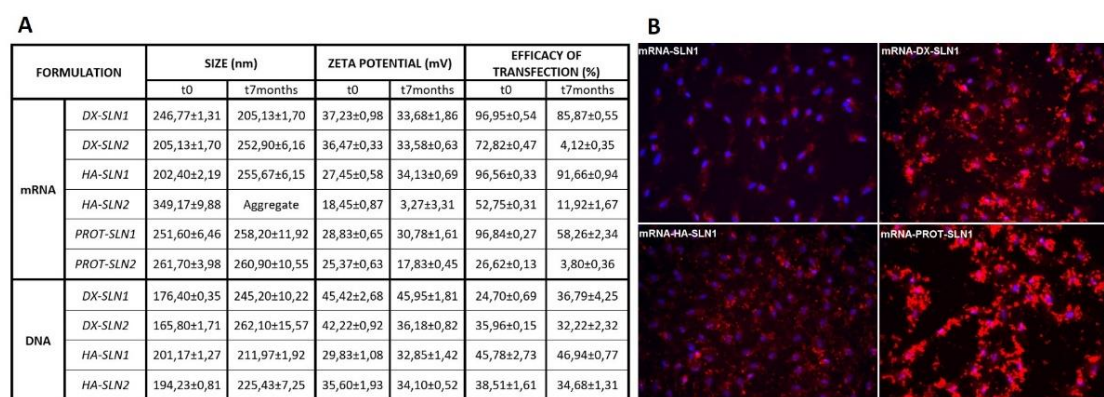 A
FORMULATION SIZE (nm) ZETA POTENTIAL (mV) EFFICACY OF TRANSFECTION (%)
t0 t7months t0 t7months t0 t7months
mRNA
DX-SLN1 246,77±1,31 205,13±1,70 37,23±0,98 33,68±1,86 96,95±0,54 85,87±0,55
DX-SLN2 205,13±1,70 252,90±6,16 36,47±0,33 33,58±0,63 72,82±0,47 4,12±0,35
HA-SLN1 202,40±2,19 255,67±6,15 27,45±0,58 34,13±0,69 96,56±0,33 91,66±0,94
HA-SLN2 349,17±9,88 Aggregate 18,45±0,87 3,27±3,31 52,75±0,31 11,92±1,67
PROT-SLN1 251,60±6,46 258,20±11,92 28,83±0,65 30,78±1,61 96,84±0,27 58,26±2,34
PROT-SLN2 261,70±3,98 260,90±10,55 25,37±0,63 17,83±0,45 26,62±0,13 3,80±0,36
DNA
DX-SLN1 176,40±0,35 245,20±10,22 45,42±2,68 45,95±1,81 24,70±0,69 36,79±4,25
DX-SLN2 165,80±1,71 262,10±15,57 42,22±0,92 36,18±0,82 35,96±0,15 32,22±2,32
HA-SLN1 201,17±1,27 211,97±1,92 29,83±1,08 32,85±1,42 45,78±2,73 46,94±0,77
HA-SLN2 194,23±0,81 225,43±7,25 35,60±1,93 34,10±0,52 38,51±1,61 34,68±1,31
B
mRNA-SLN1
mRNA-DX-SLN1
mRNA-HA-SLN1
mRNA-PROT-SLN1